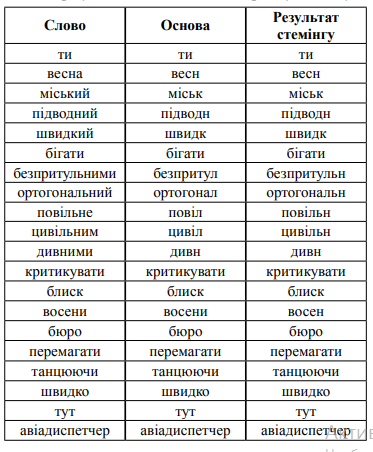 Слово Основа Результат стемінгу
ти ти ти
весна весн весн
міський міськ міськ
підводний підводн підводн
швидкий швидк швидк
бігати бігати бігати
безпритульними безпритул безпритульн
ортогональний ортогонал ортогональн
повільне повіл повільн
цивільним цивіл цивільн
дивними дивн дивн
критикувати критикувати критикувати
блиск блиск блиск
восени восени восен
бюро бюро бюро
перемагати перемагати перемагати
танцюючи танцюючи танцюючи
швидко швидко швидко
тут тут тут
авіадиспетчер авіадиспетчер авіадиспетчер